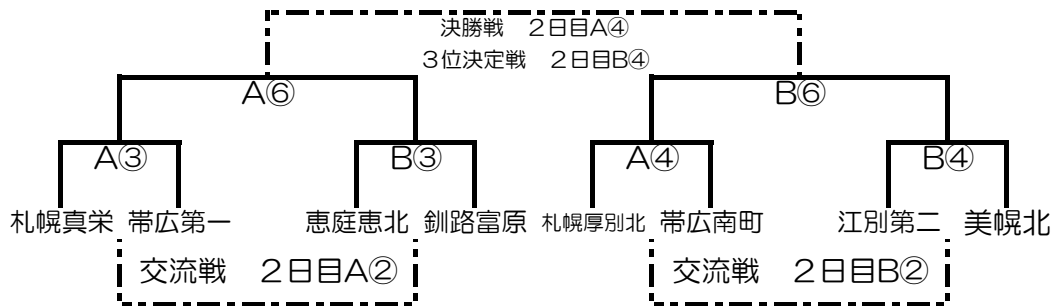 決勝戦　２日目A④
３位決定戦　２日目B④
A⑥　B⑥
A③　B③　A④　B④
札幌真栄　帯広第一　恵庭恵北　釧路富原　札幌厚別北　帯広南町　江別第二　美幌北
交流戦　２日目A②　交流戦　２日目B②